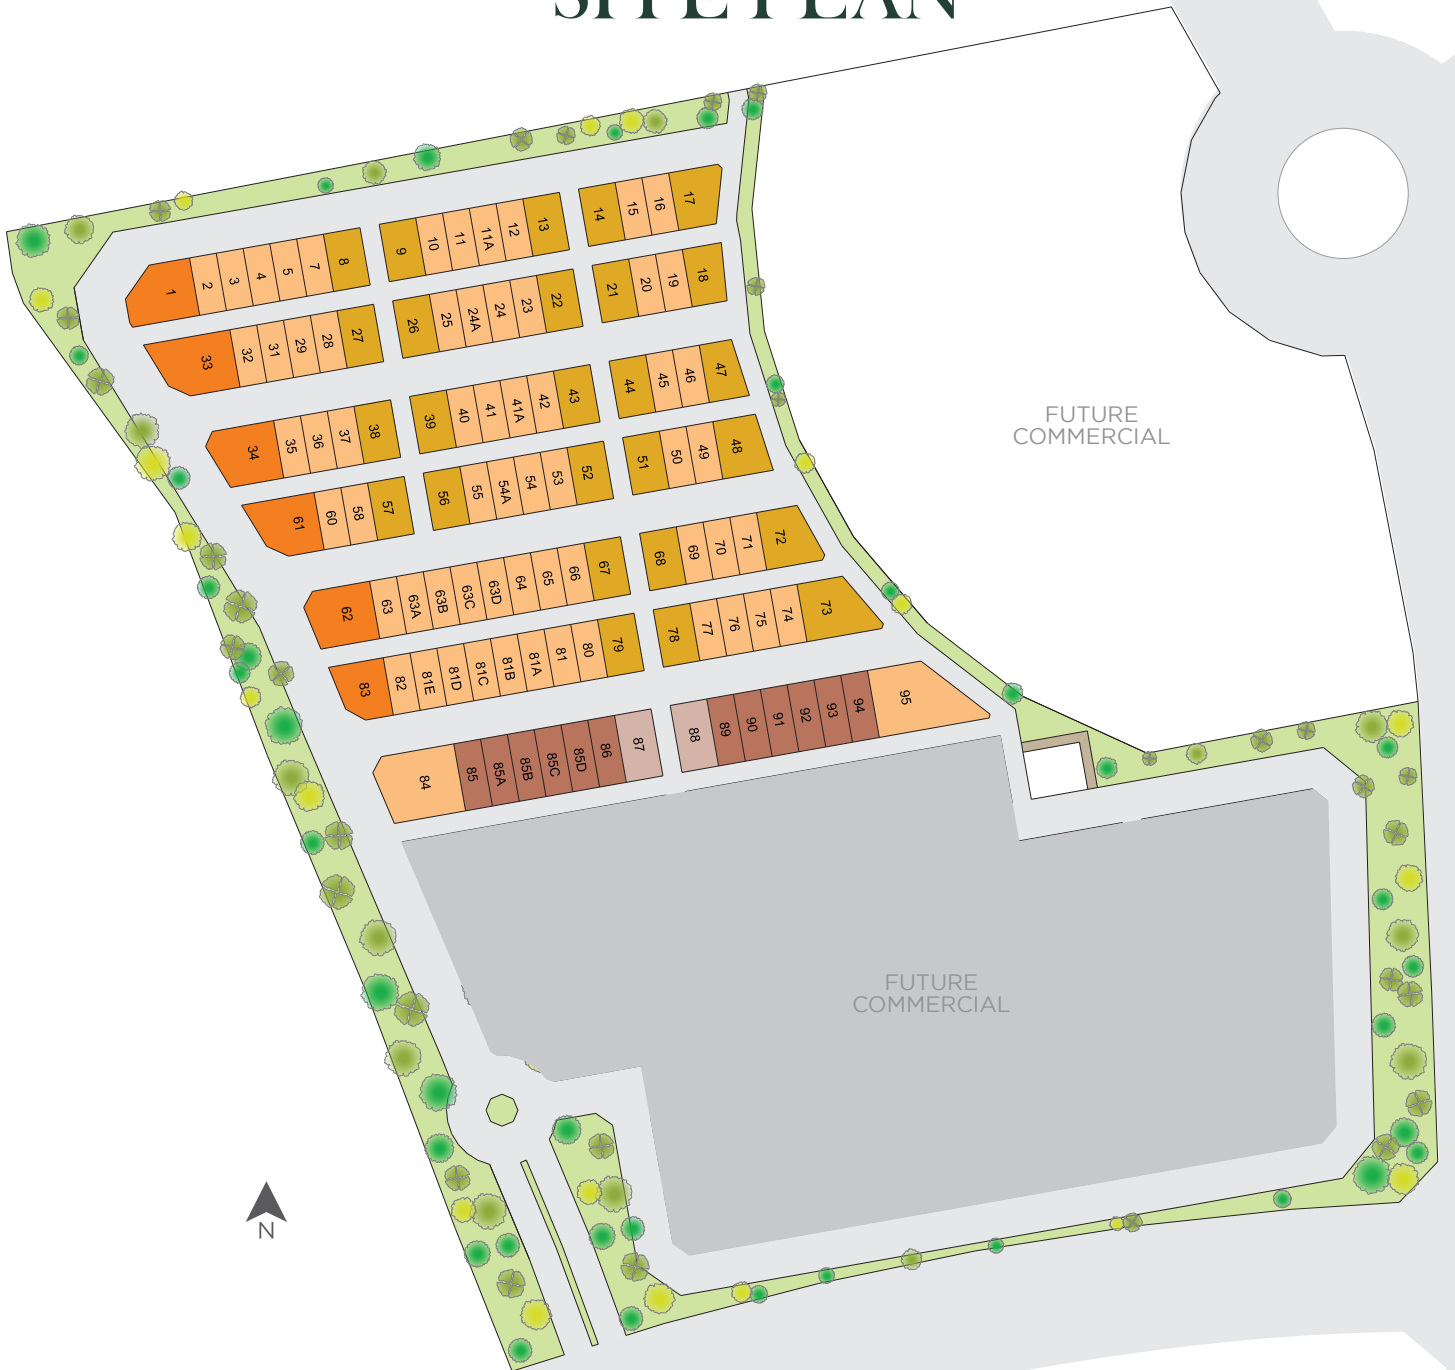 SITE PLAN
1 2 3 4 5 7 8
9 10 11 11A 12 13
14 15 16 17
33 32 31 29 28 27
26 25 24A 24 23 22
21 20 19 18
34 35 36 37 38
39 40 41 41A 42 43
44 45 46 47
61 60 58 57
56 55 54A 54 53 52
51 50 49 48
62 63 63A 63B 63C 63D 64 65 66 67
68 69 70 71 72
83 82 81E 81D 81C 81B 81A 81 80 79
78 77 76 75 74 73
84 85 85A 85B 85C 85D 86 87
88 89 90 91 92 93 94 95
FUTURE
COMMERCIAL
FUTURE
COMMERCIAL
N